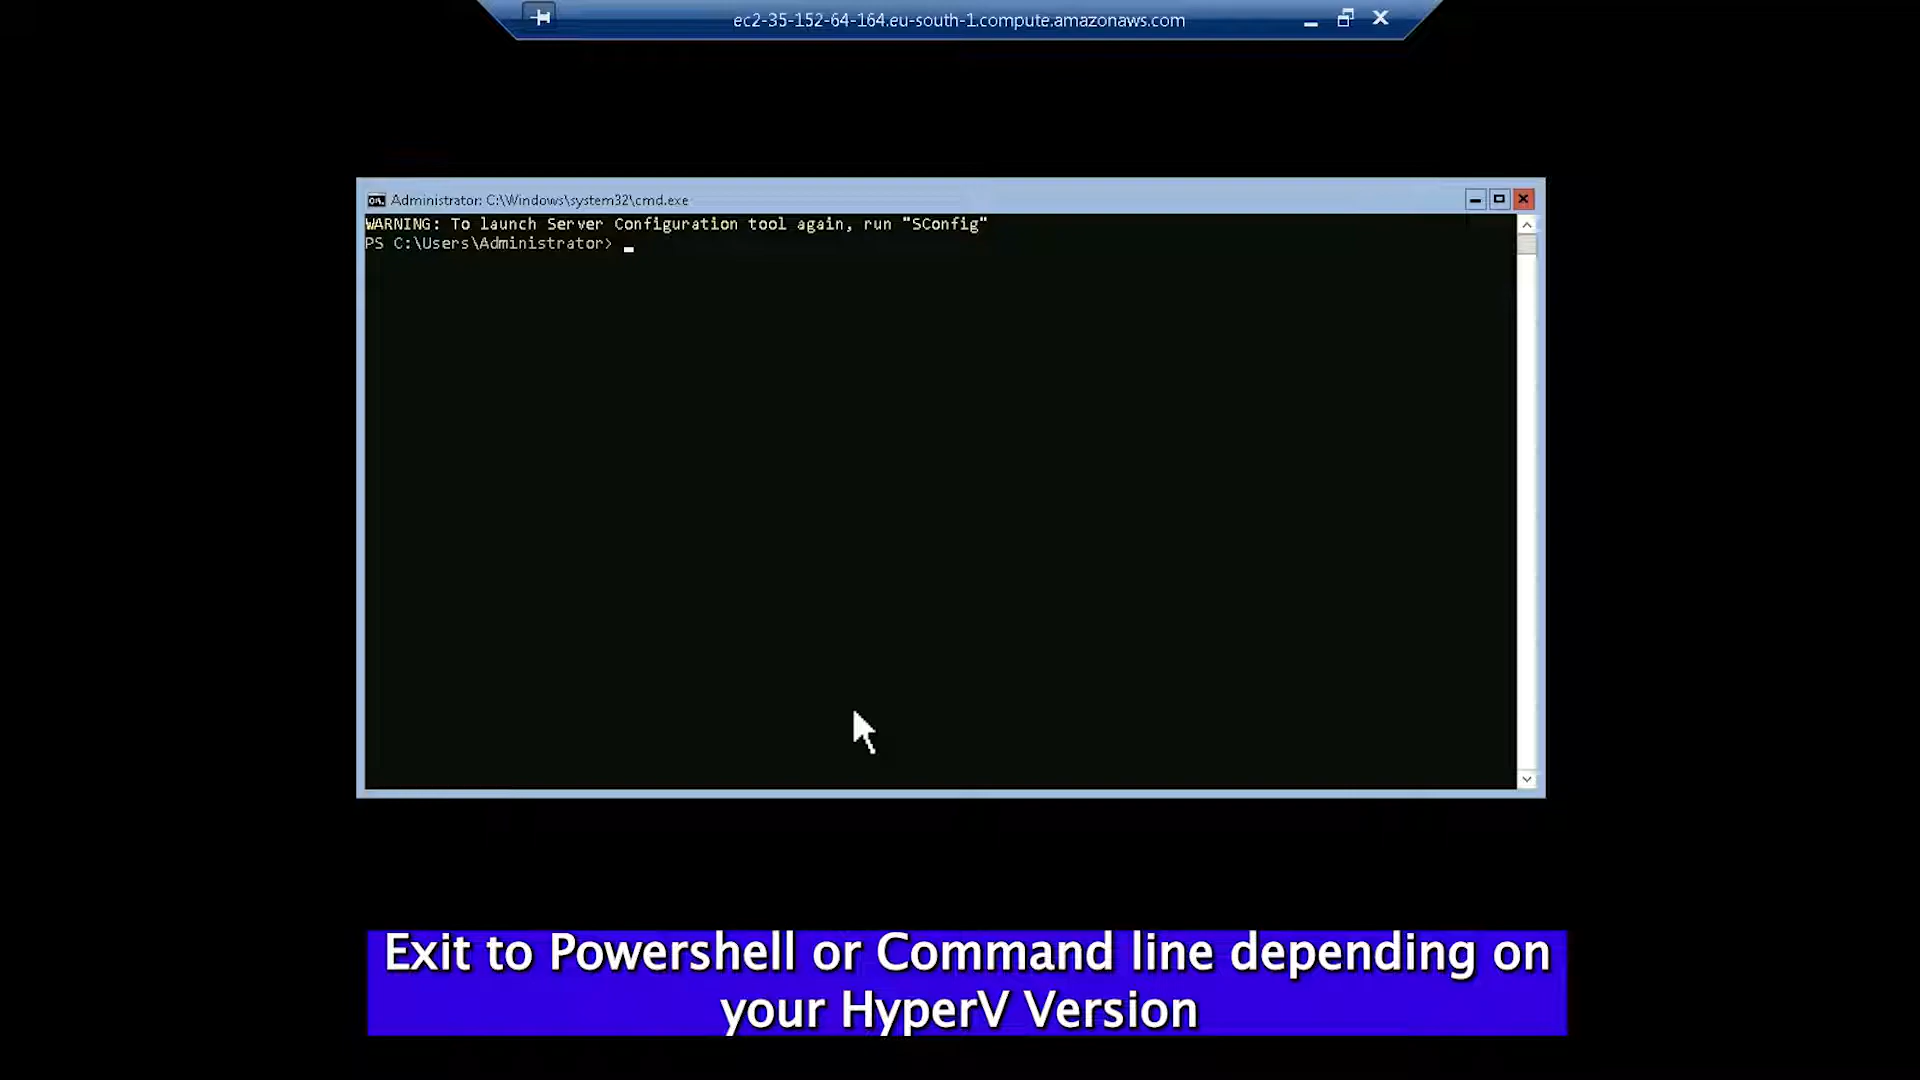 ec2-35-152-64-164.eu-south-1.compute.amazonaws.com
Administrator: C:\Windows\system32\cmd.exe
WARNING: To launch Server Configuration tool again, run "SConfig"
PS C:\Users\Administrator> _
Exit to Powershell or Command line depending on
your HyperV Version